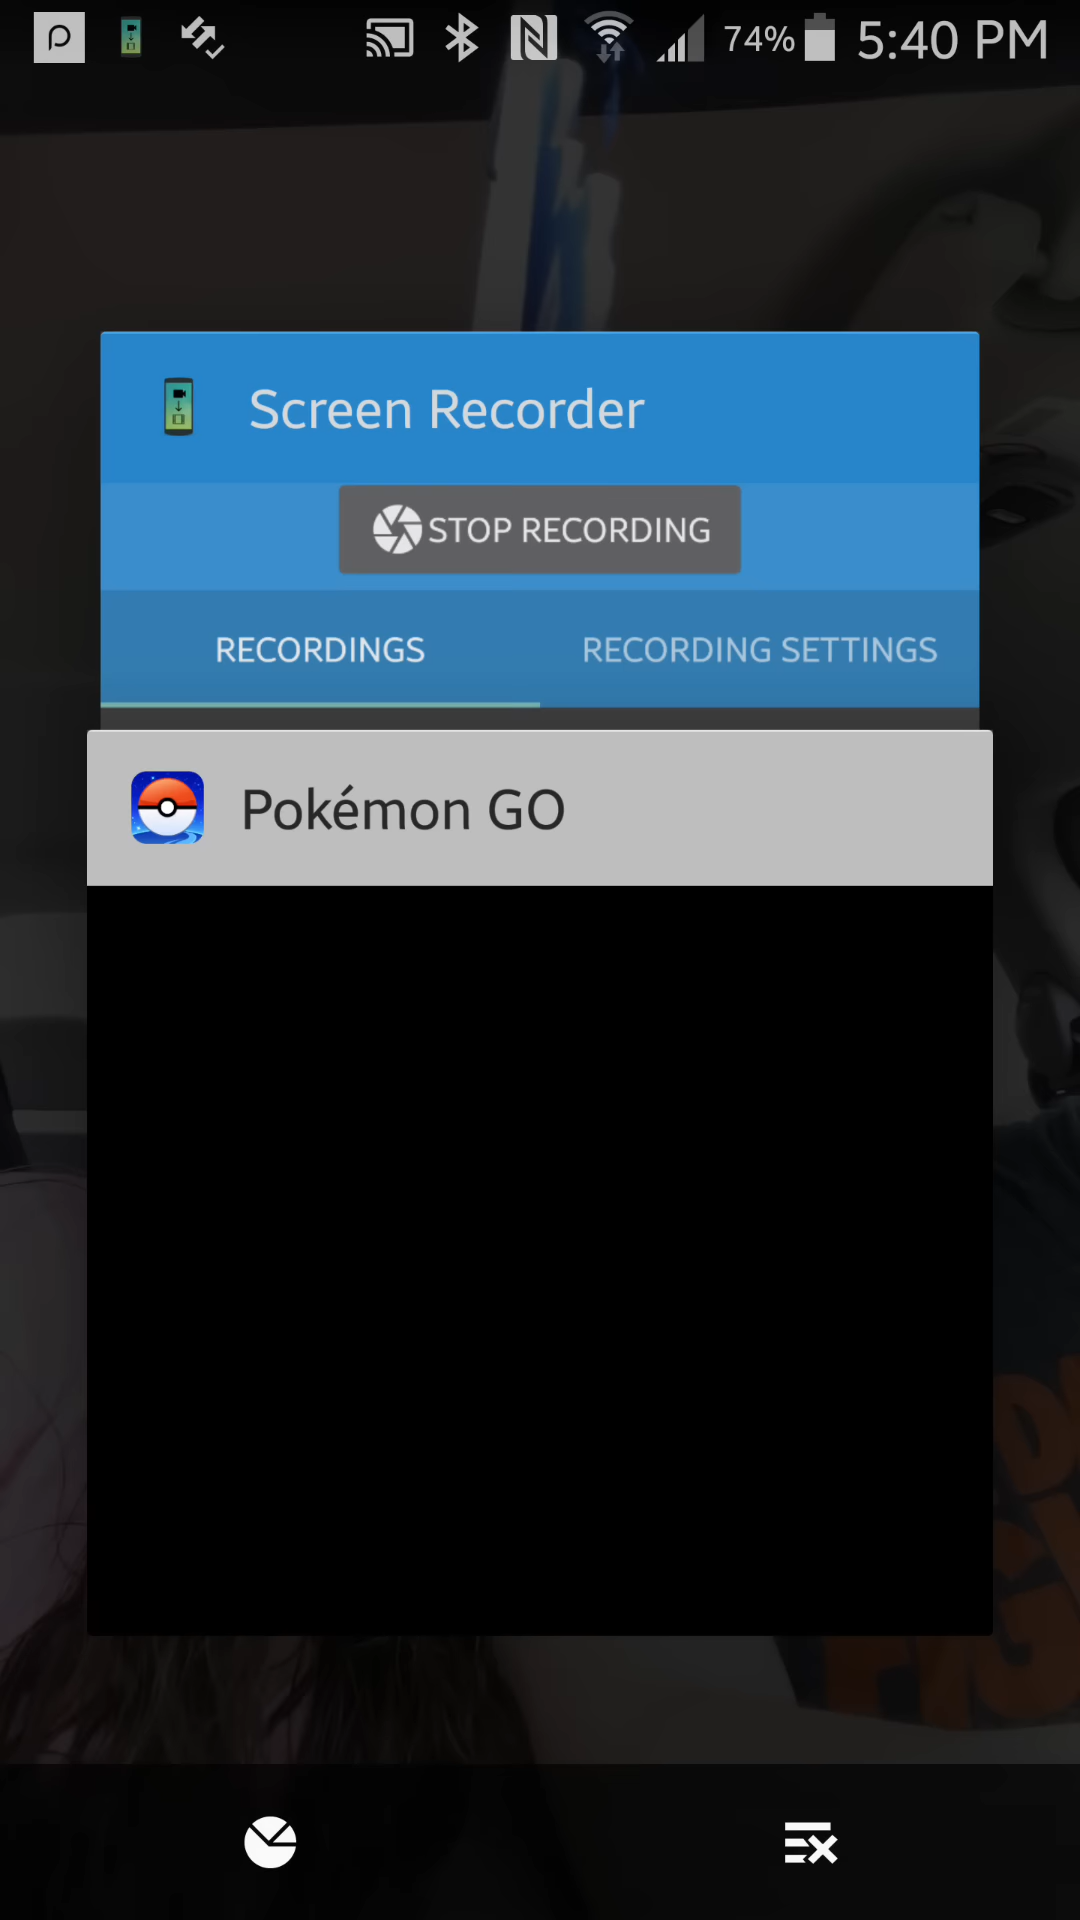 74% 5:40 PM
Screen Recorder
STOP RECORDING
RECORDINGS RECORDING SETTINGS
Pokémon GO